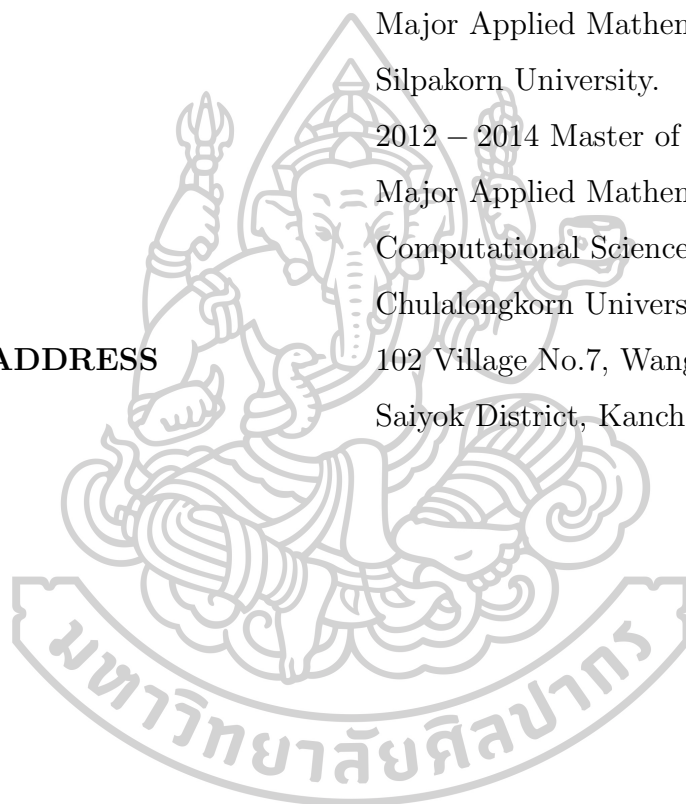 Major Applied Mathem
Silpakorn University.
2012 – 2014 Master of
Major Applied Mathem
Computational Science
Chulalongkorn Univers
ADDRESS 102 Village No.7, Wang
Saiyok District, Kanch
มหาวิทยาลัยศิลปากร